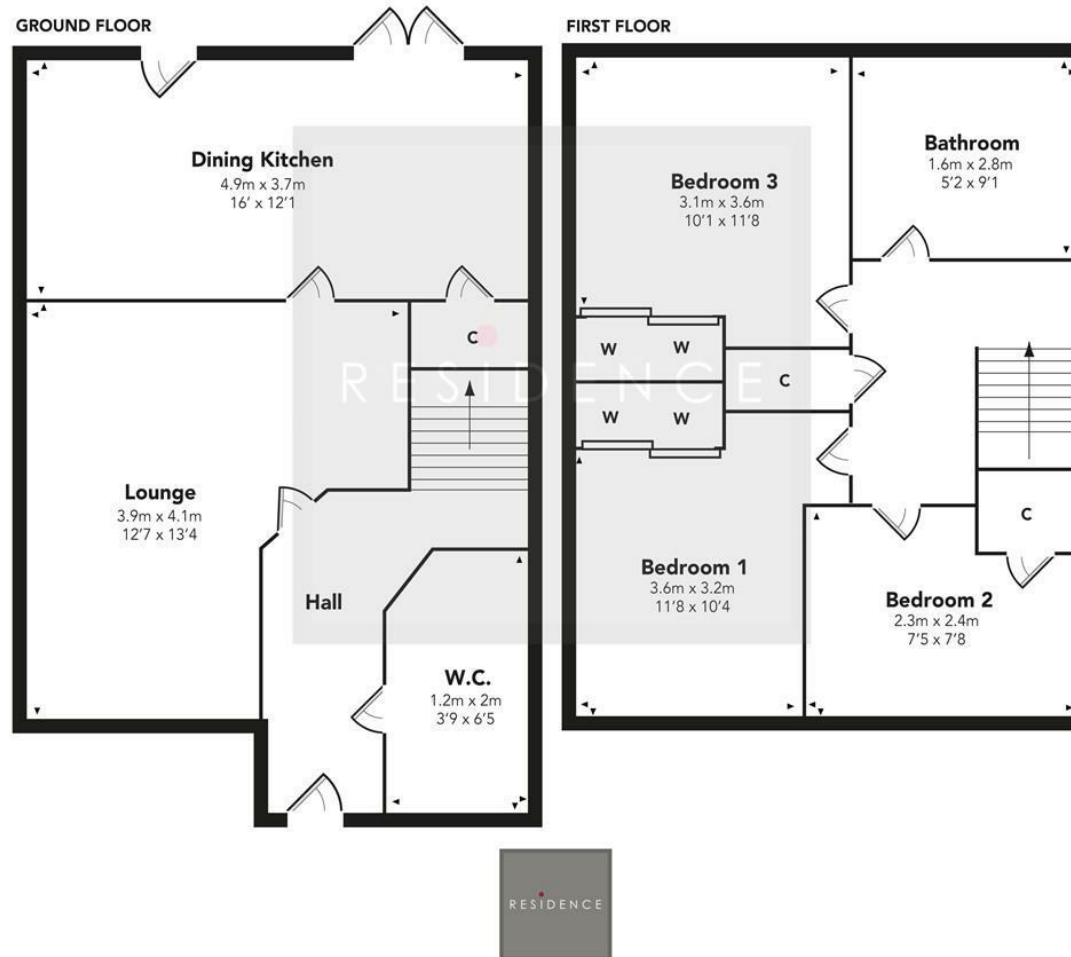 GROUND FLOOR
Dining Kitchen
4.9m x 3.7m
16' x 12'1
C
Lounge
3.9m x 4.1m
12'7 x 13'4
Hall
W.C.
1.2m x 2m
3'9 x 6'5
FIRST FLOOR
Bedroom 3
3.1m x 3.6m
10'1 x 11'8
Bathroom
1.6m x 2.8m
5'2 x 9'1
W W
C
W W
Bedroom 1
3.6m x 3.2m
11'8 x 10'4
C
Bedroom 2
2.3m x 2.4m
7'5 x 7'8
RESIDENCE
RESIDENCE